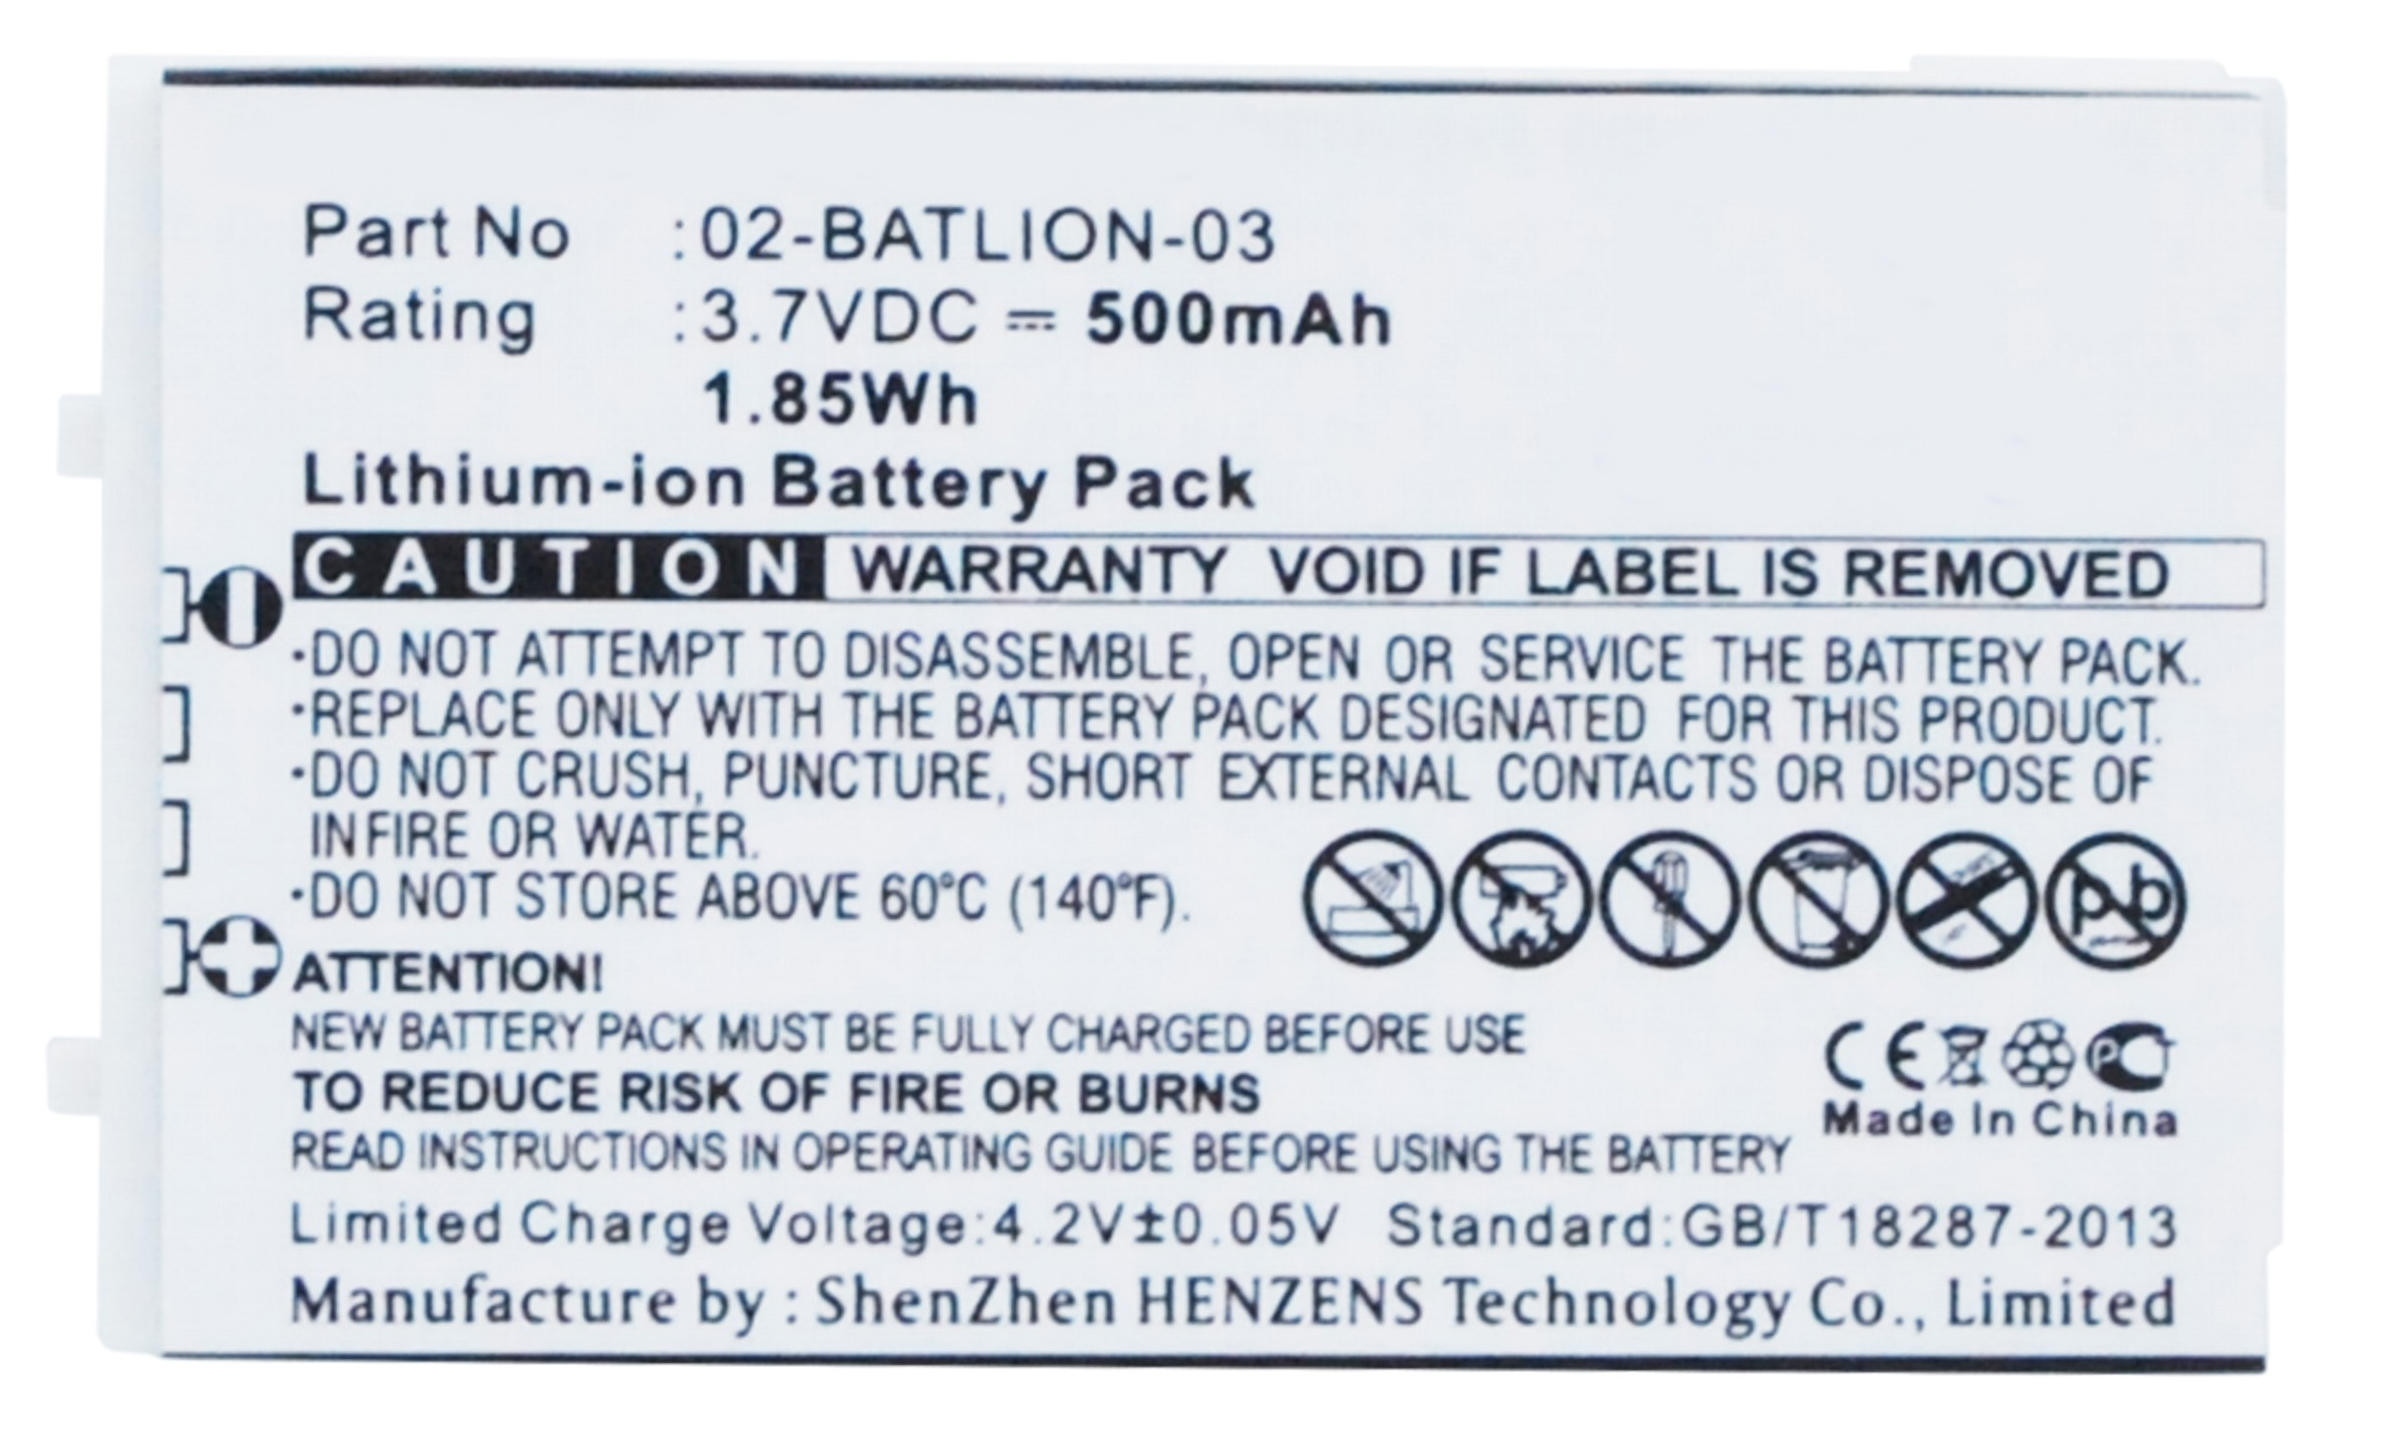 Part No :02-BATLION-03
Rating :3.7VDC ⎓ 500mAh
1.85Wh
Lithium-ion Battery Pack
CAUTION WARRANTY VOID IF LABEL IS REMOVED
·DO NOT ATTEMPT TO DISASSEMBLE, OPEN OR SERVICE THE BATTERY PACK.
·REPLACE ONLY WITH THE BATTERY PACK DESIGNATED FOR THIS PRODUCT.
·DO NOT CRUSH, PUNCTURE, SHORT EXTERNAL CONTACTS OR DISPOSE OF
IN FIRE OR WATER.
·DO NOT STORE ABOVE 60°C (140°F).
pb
ATTENTION!
NEW BATTERY PACK MUST BE FULLY CHARGED BEFORE USE
CE PC
TO REDUCE RISK OF FIRE OR BURNS
Made In China
READ INSTRUCTIONS IN OPERATING GUIDE BEFORE USING THE BATTERY
Limited Charge Voltage:4.2V±0.05V Standard:GB/T18287-2013
Manufacture by : ShenZhen HENZENS Technology Co., Limited